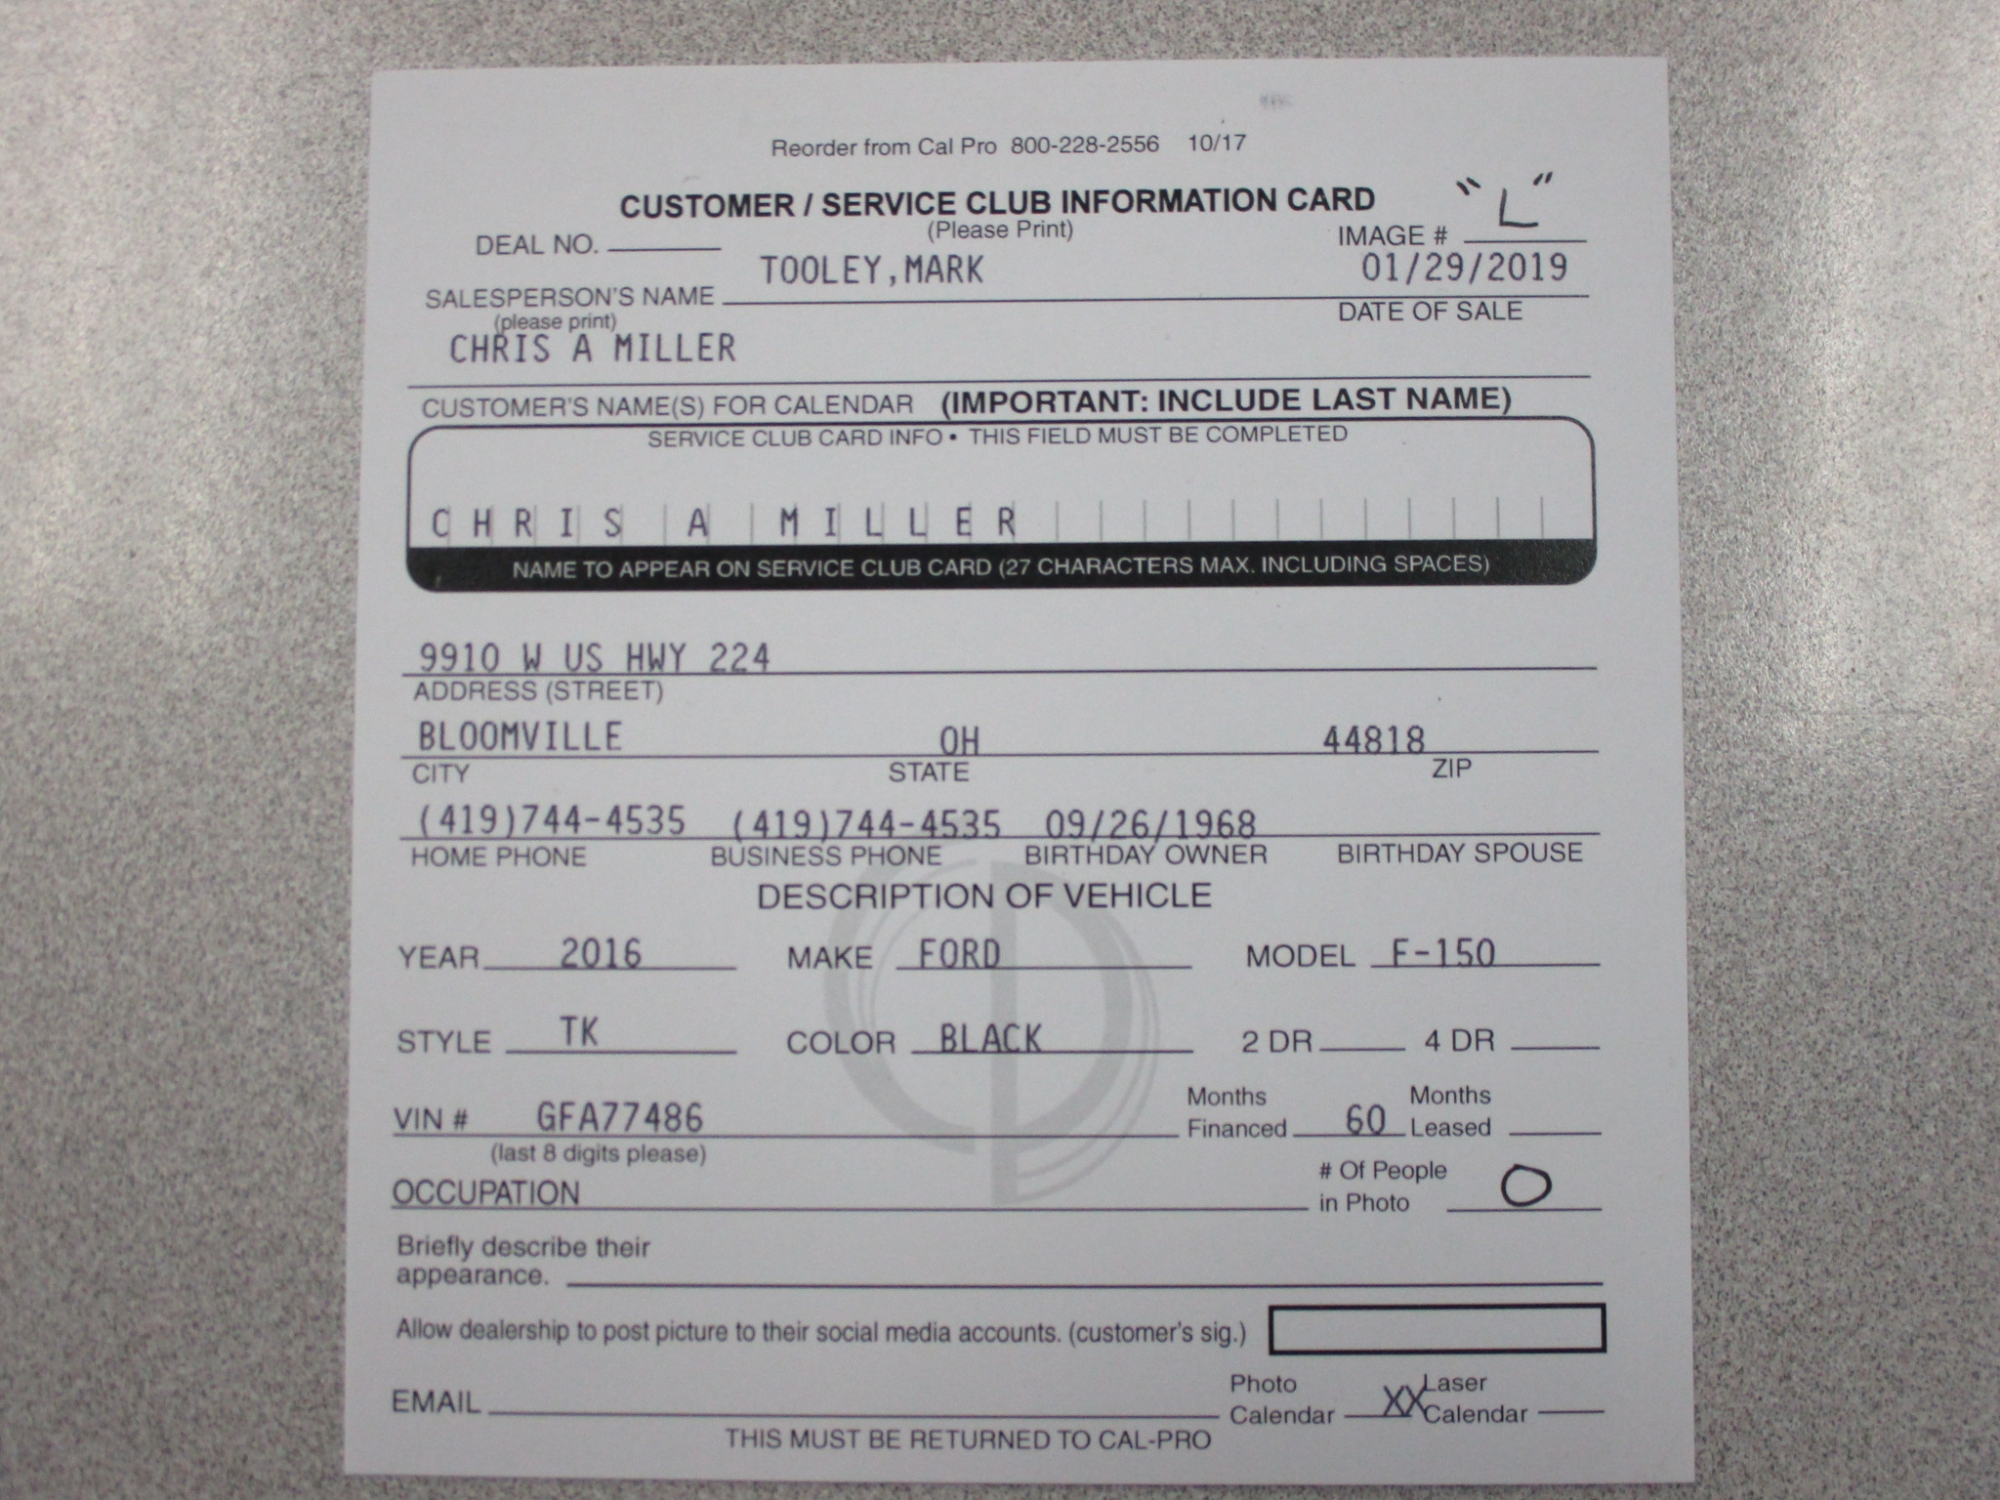 Reorder from Cal Pro 800-228-2556 10/17
CUSTOMER / SERVICE CLUB INFORMATION CARD
(Please Print)
DEAL NO.
IMAGE # "L"
TOOLEY,MARK 01/29/2019
SALESPERSON'S NAME DATE OF SALE
(please print)
CHRIS A MILLER
CUSTOMER'S NAME(S) FOR CALENDAR (IMPORTANT: INCLUDE LAST NAME)
SERVICE CLUB CARD INFO • THIS FIELD MUST BE COMPLETED
CHRIS A MILLER
NAME TO APPEAR ON SERVICE CLUB CARD (27 CHARACTERS MAX. INCLUDING SPACES)
9910 W US HWY 224
ADDRESS (STREET)
BLOOMVILLE OH 44818
CITY STATE ZIP
(419)744-4535 (419)744-4535 09/26/1968
HOME PHONE BUSINESS PHONE BIRTHDAY OWNER BIRTHDAY SPOUSE
DESCRIPTION OF VEHICLE
YEAR 2016 MAKE FORD MODEL F-150
STYLE TK COLOR BLACK 2 DR 4 DR
VIN # GFA77486 Months Financed 60 Months Leased
(last 8 digits please)
OCCUPATION # Of People in Photo 0
Briefly describe their
appearance.
Allow dealership to post picture to their social media accounts. (customer's sig.)
EMAIL Photo Calendar XX Laser Calendar
THIS MUST BE RETURNED TO CAL-PRO